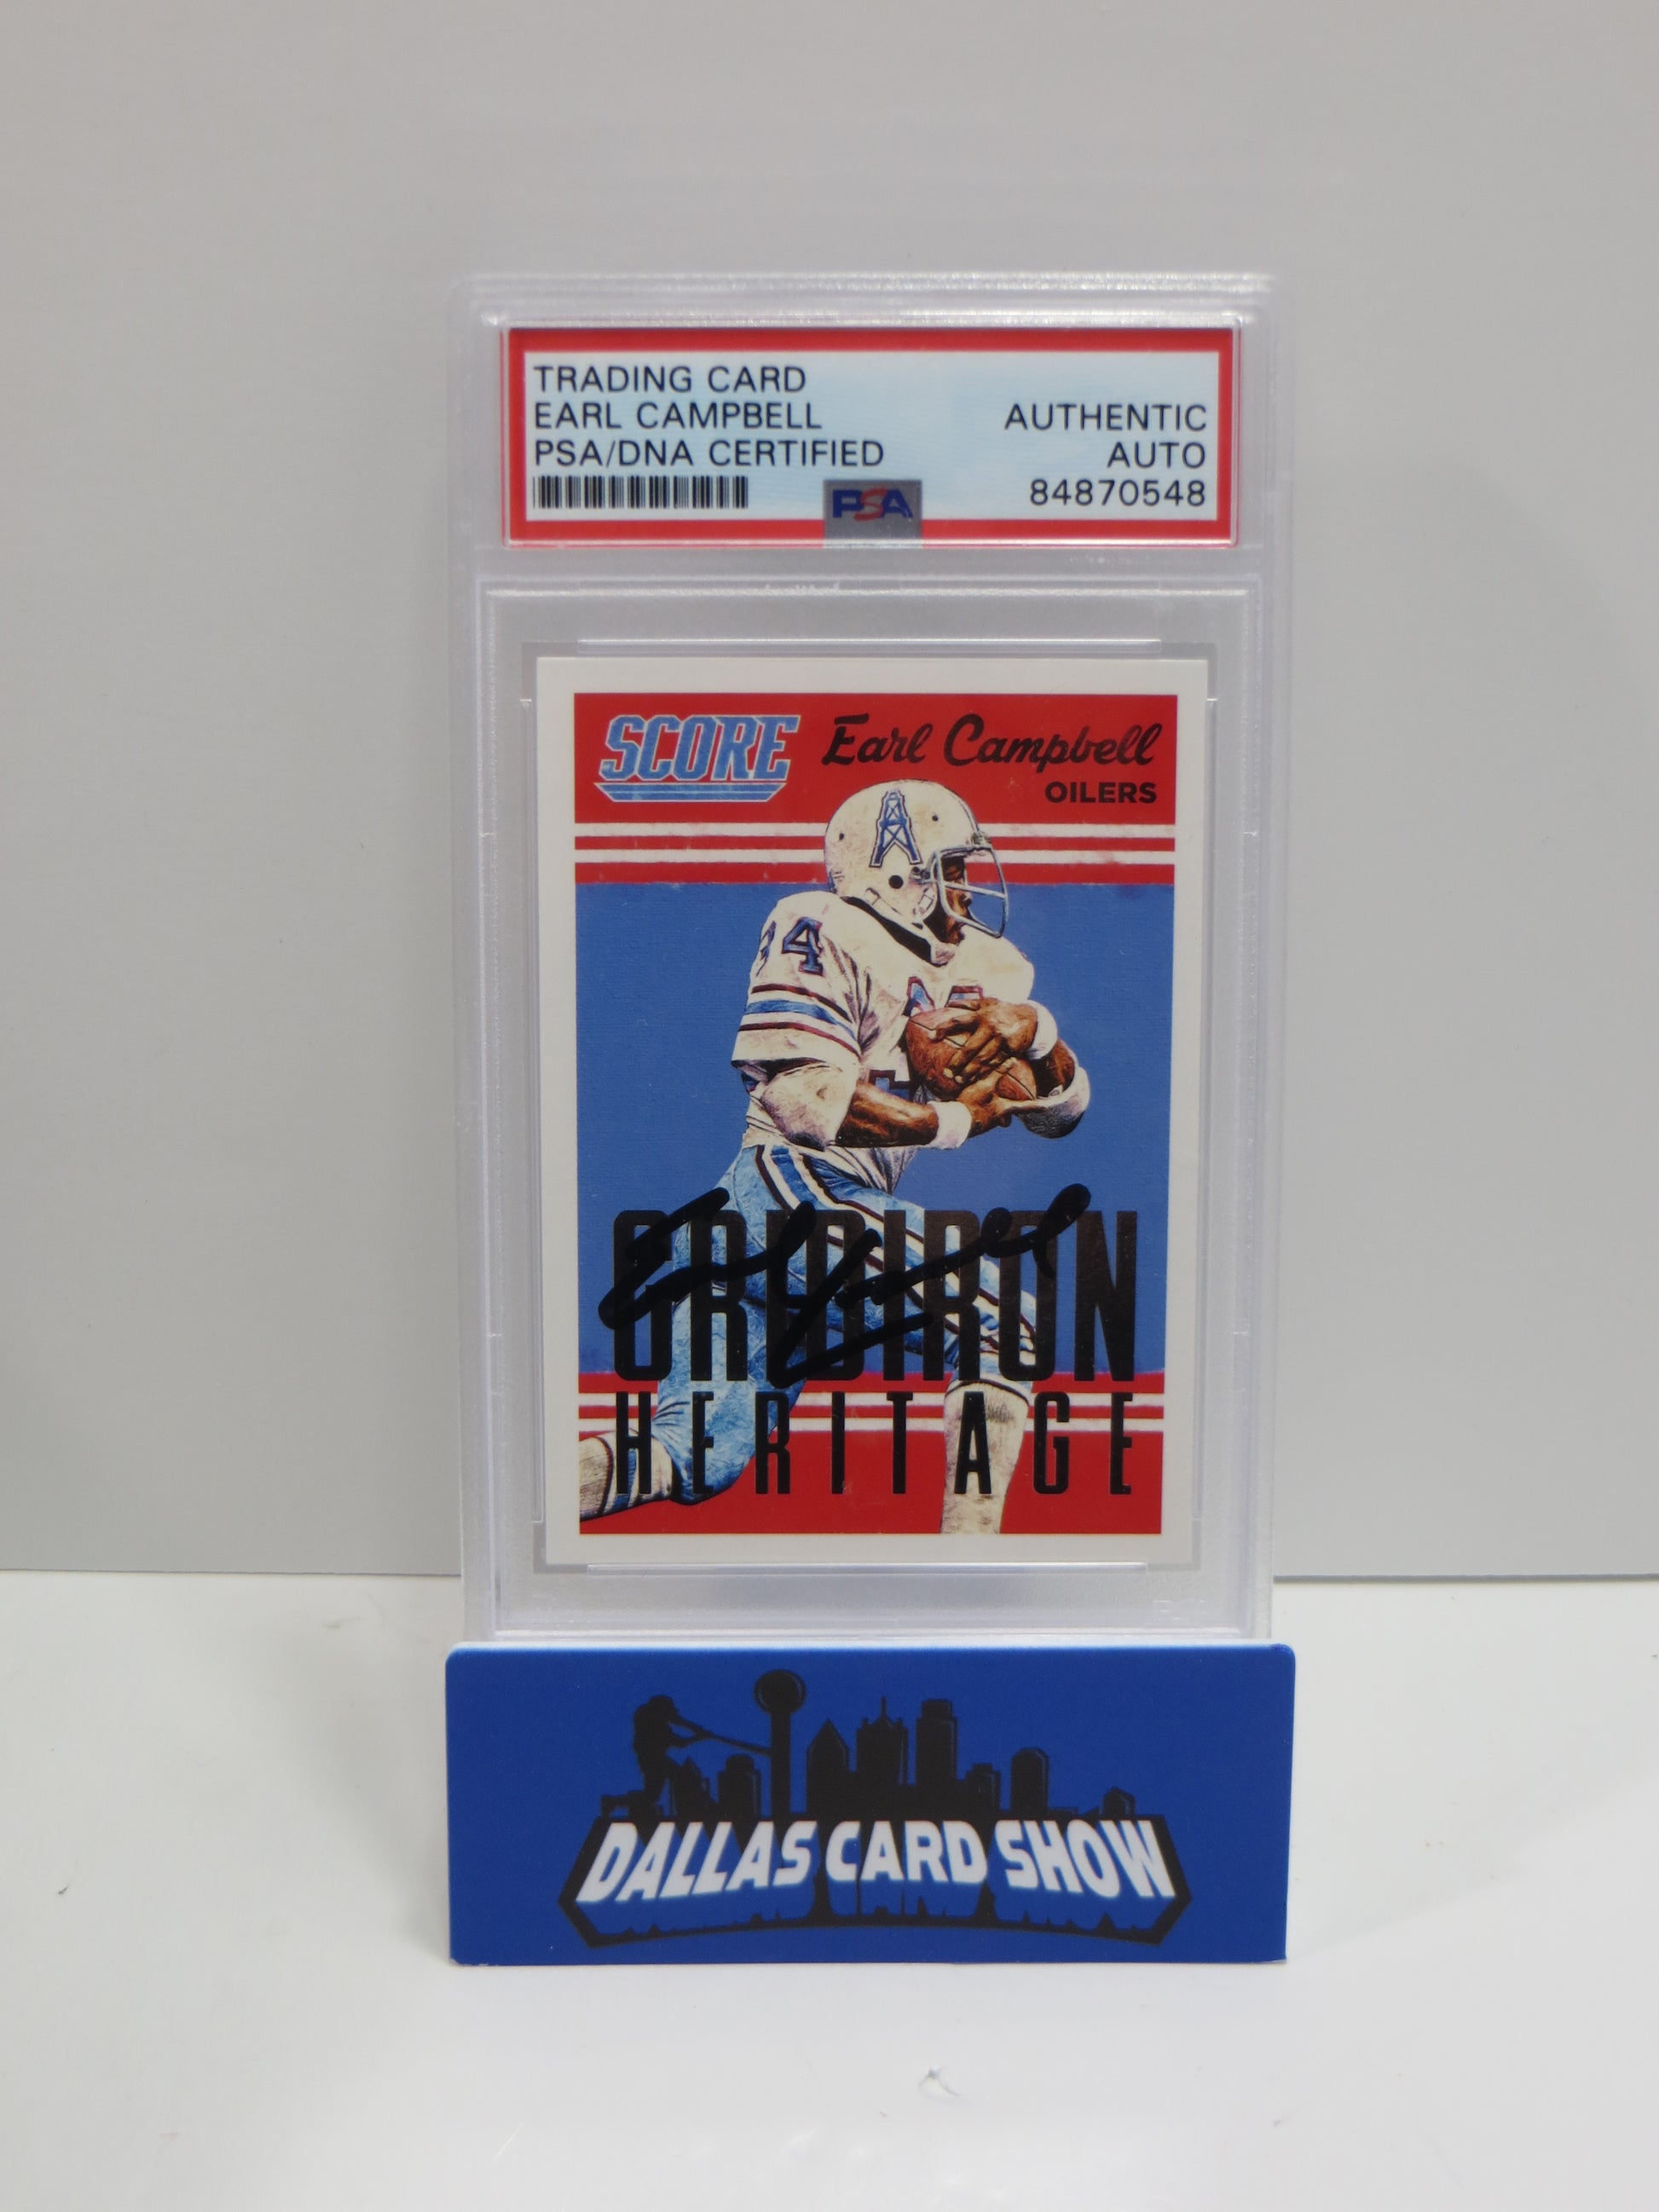 TRADING CARD
EARL CAMPBELL
PSA/DNA CERTIFIED
AUTHENTIC
AUTO
84870548
PSA
SCORE
Earl Campbell
OILERS
34
GRIDIRON
HERITAGE
DALLAS CARD SHOW